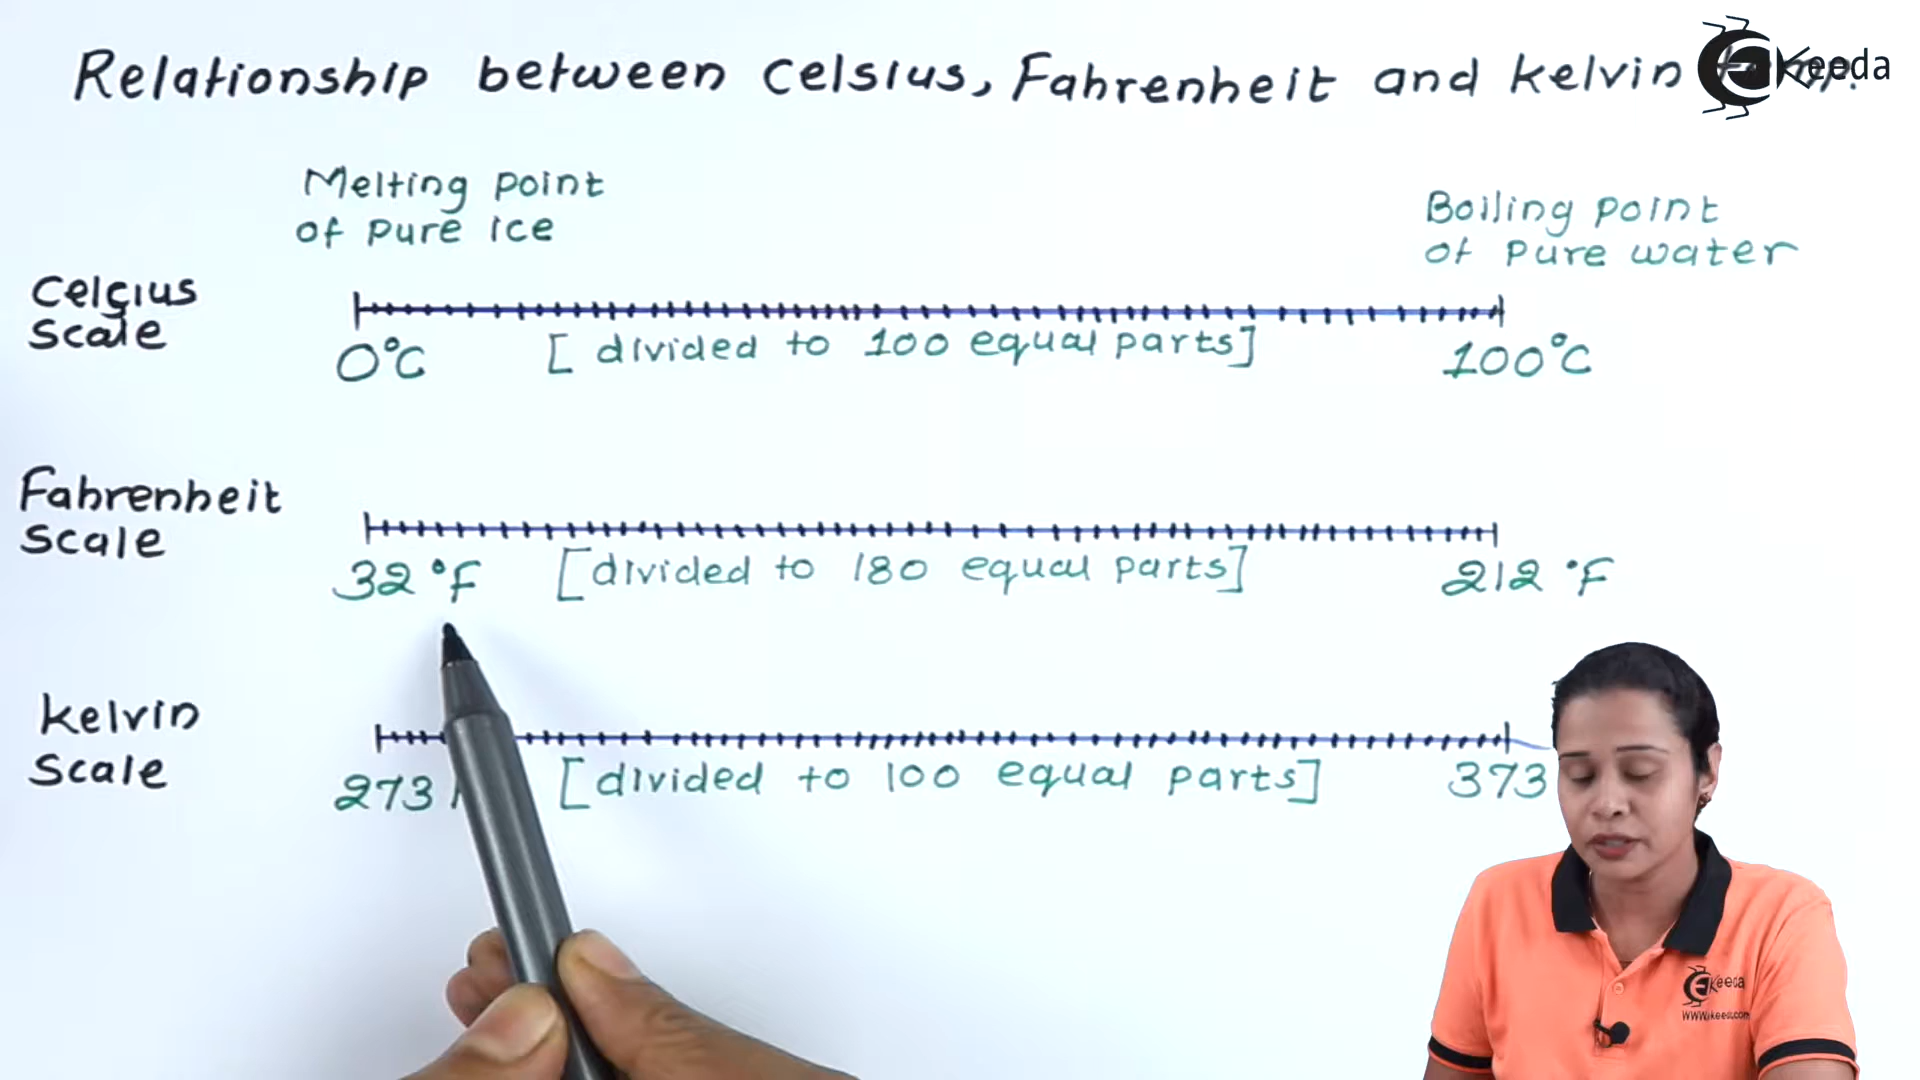 Relationship between Celsius, Fahrenheit and kelvin
Keeda
Melting point
of pure ice
Boiling point
of pure water
Celcius
scale
0°C [ divided to 100 equal parts] 100°C
Fahrenheit
scale
32 °F [divided to 180 equal parts] 212 °F
kelvin
scale
273 [divided to 100 equal parts] 373
Keeda